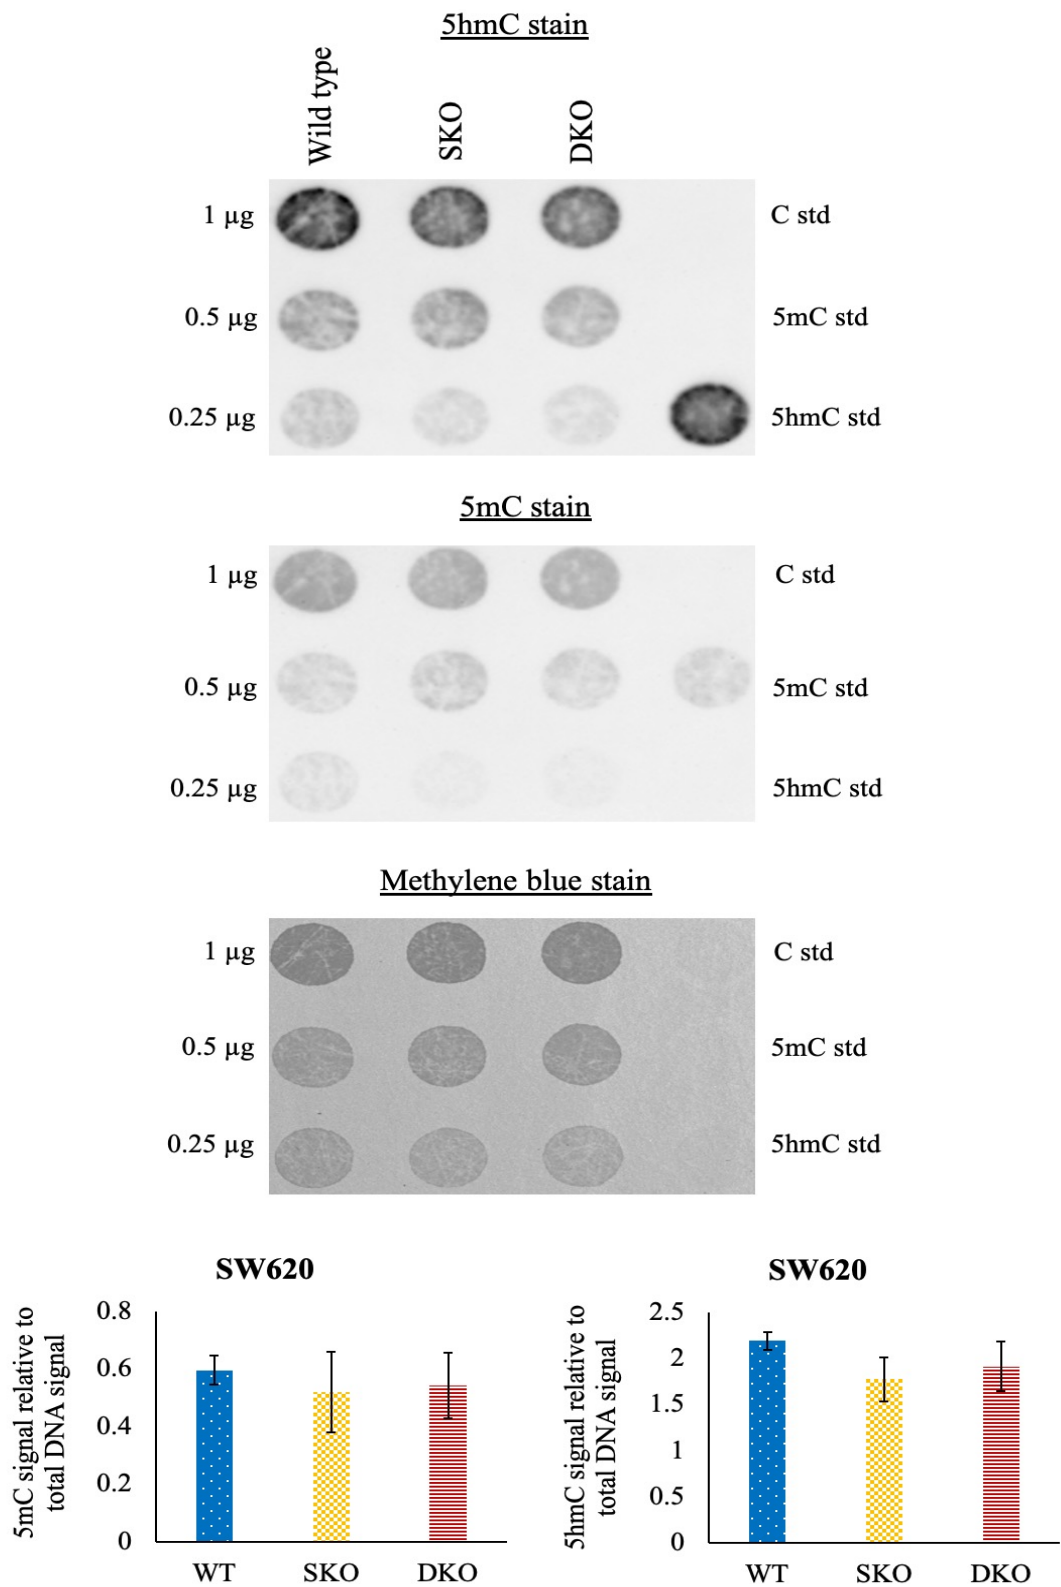 5hmC stain
Wild type
SKO
DKO
1 µg
C std
0.5 µg
5mC std
0.25 µg
5hmC std
5mC stain
1 µg
C std
0.5 µg
5mC std
0.25 µg
5hmC std
Methylene blue stain
1 µg
C std
0.5 µg
5mC std
0.25 µg
5hmC std
SW620
5mC signal relative to
total DNA signal
0.8
0.6
0.4
0.2
0
WT
SKO
DKO
SW620
5hmC signal relative to
total DNA signal
2.5
2
1.5
1
0.5
0
WT
SKO
DKO